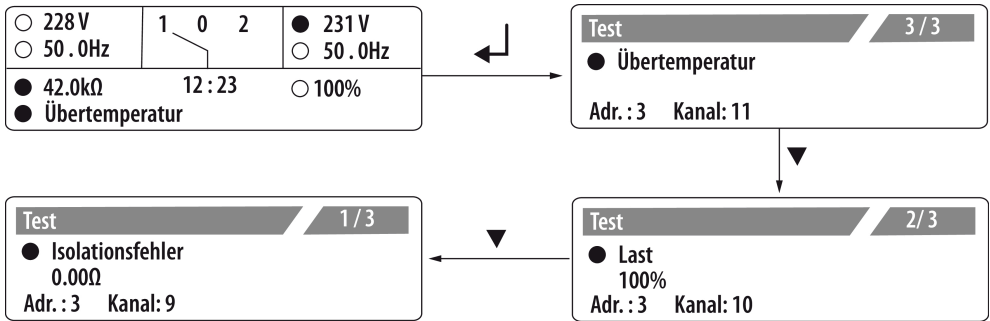 ○ 228 V 1 0 2 ● 231 V
○ 50 . 0Hz ○ 50 . 0Hz
● 42.0kΩ 12 : 23 ○ 100%
● Übertemperatur
Test 3 / 3
● Übertemperatur
Adr. : 3 Kanal: 11
▼
Test 2/ 3
● Last
100%
Adr. : 3 Kanal: 10
▼
Test 1 / 3
● Isolationsfehler
0.00Ω
Adr. : 3 Kanal: 9